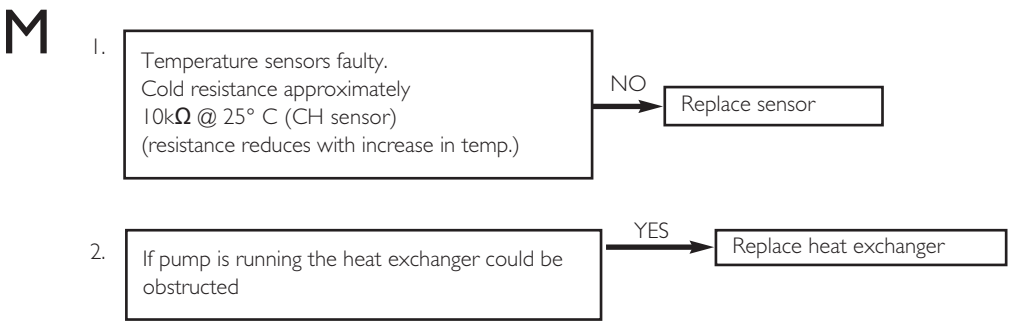 M
1.
Temperature sensors faulty.
Cold resistance approximately
10kΩ @ 25° C (CH sensor)
(resistance reduces with increase in temp.)
NO
Replace sensor
2.
If pump is running the heat exchanger could be
obstructed
YES
Replace heat exchanger